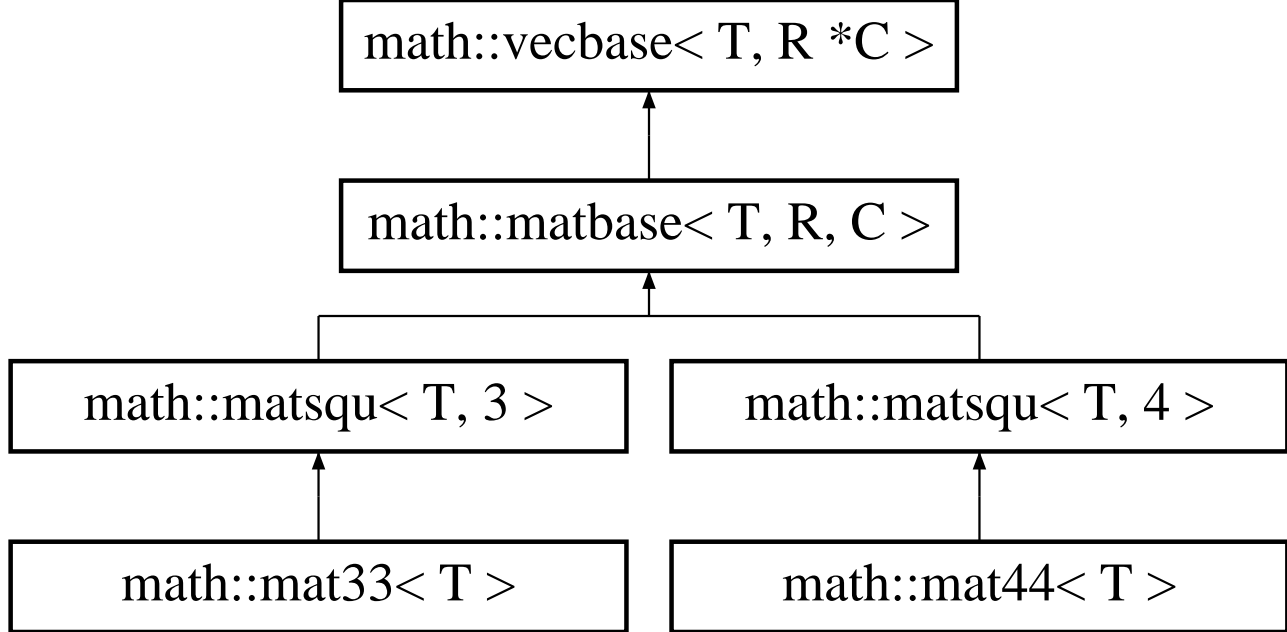 math::vecbase< T, R *C >
math::matbase< T, R, C >
math::matsqu< T, 3 >
math::matsqu< T, 4 >
math::mat33< T >
math::mat44< T >